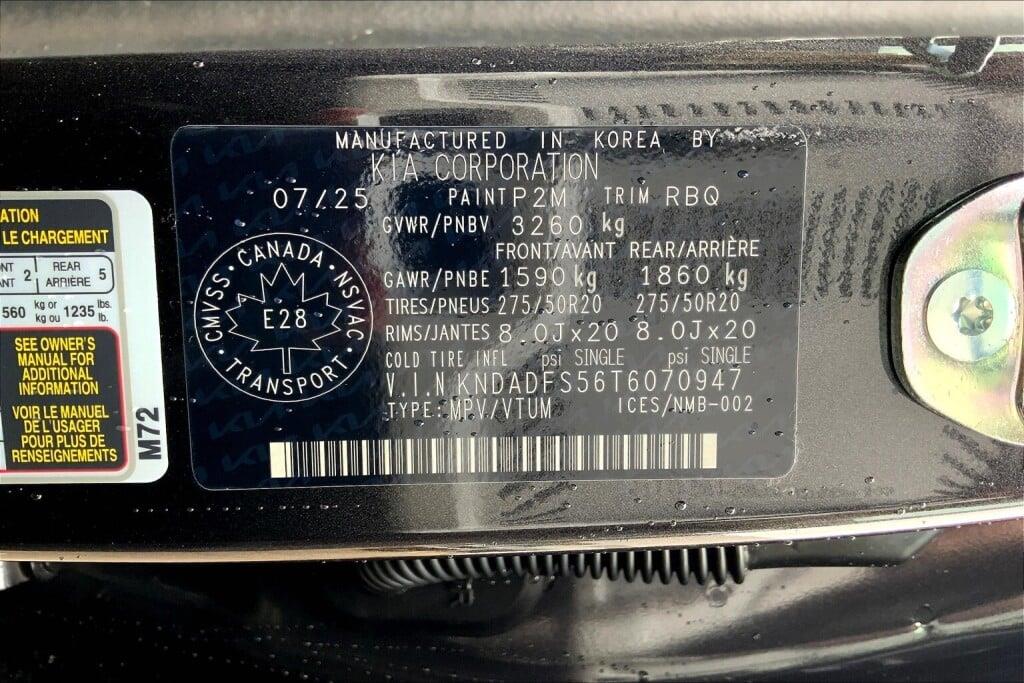 ATION
LE CHARGEMENT
NT 2 REAR
ANT ARRIÈRE 5
560 kg or kg ou 1235 lbs. lb.
SEE OWNER'S
MANUAL FOR
ADDITIONAL
INFORMATION
VOIR LE MANUEL
DE L'USAGER
POUR PLUS DE
RENSEIGNEMENTS
M72
MANUFACTURED IN KOREA BY
KIA CORPORATION
07/25 PAINT P2M TRIM RBQ
GVWR/PNBV 3260 kg
FRONT/AVANT REAR/ARRIÈRE
GAWR/PNBE 1590 kg 1860 kg
TIRES/PNEUS 275/50R20 275/50R20
RIMS/JANTES 8.0Jx20 8.0Jx20
COLD TIRE INFL psi SINGLE psi SINGLE
V.I.N KNDADFS56T6070947
TYPE:MPV/VTUM ICES/NMB-002
CMVSS · CANADA · NSVAC · TRANSPORT ·
E28